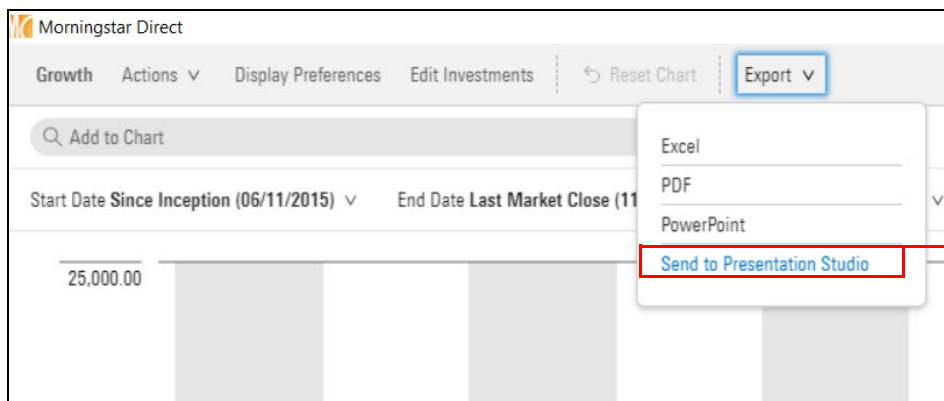 Morningstar Direct
Growth Actions Display Preferences Edit Investments Reset Chart Export
Add to Chart
Excel
PDF
Start Date Since Inception (06/11/2015) End Date Last Market Close (11
PowerPoint
Send to Presentation Studio
25,000.00